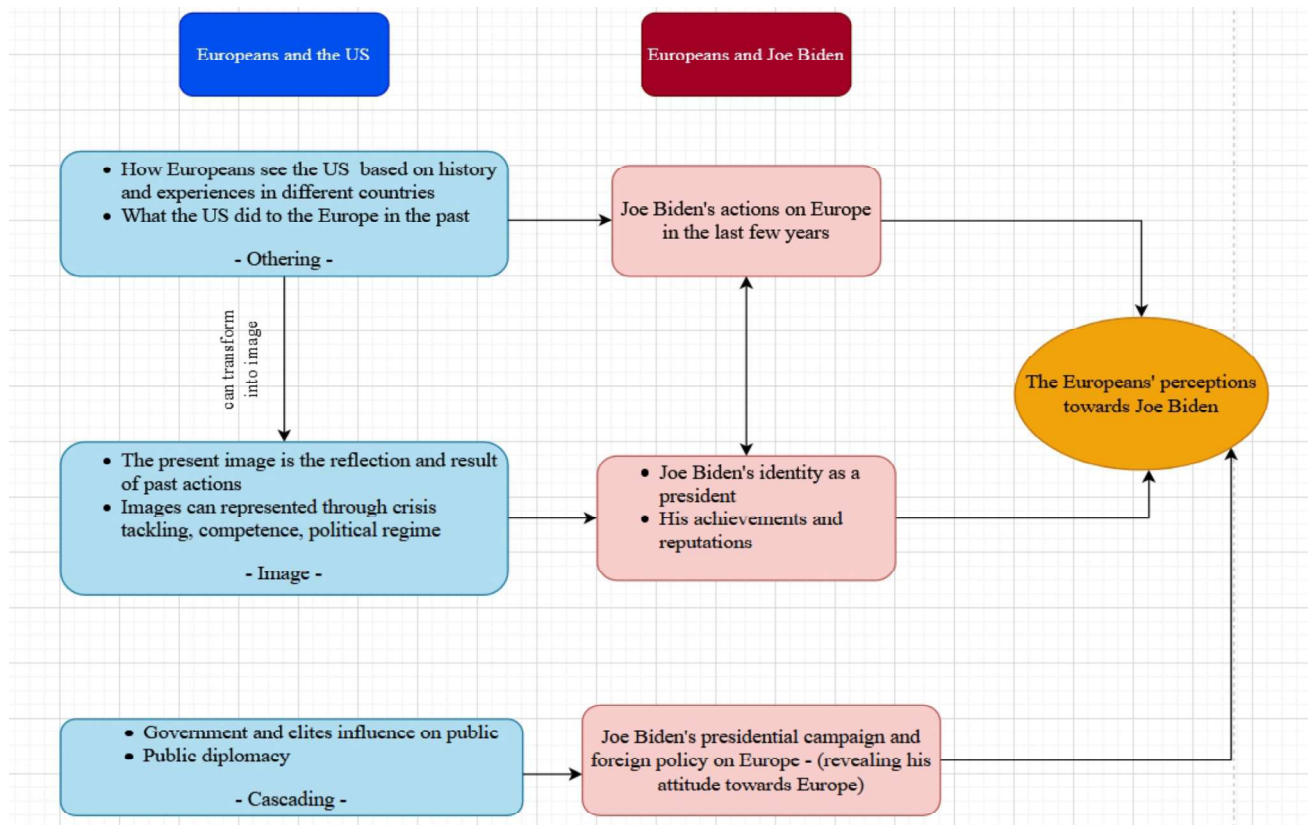 Europeans and the US
Europeans and Joe Biden
• How Europeans see the US based on history
and experiences in different countries
• What the US did to the Europe in the past
- Othering -
Joe Biden's actions on Europe
in the last few years
can transform
into image
The Europeans' perceptions
towards Joe Biden
• The present image is the reflection and result
of past actions
• Images can represented through crisis
tackling, competence, political regime
- Image -
• Joe Biden's identity as a
president
• His achievements and
reputations
• Government and elites influence on public
• Public diplomacy
- Cascading -
Joe Biden's presidential campaign and
foreign policy on Europe - (revealing his
attitude towards Europe)